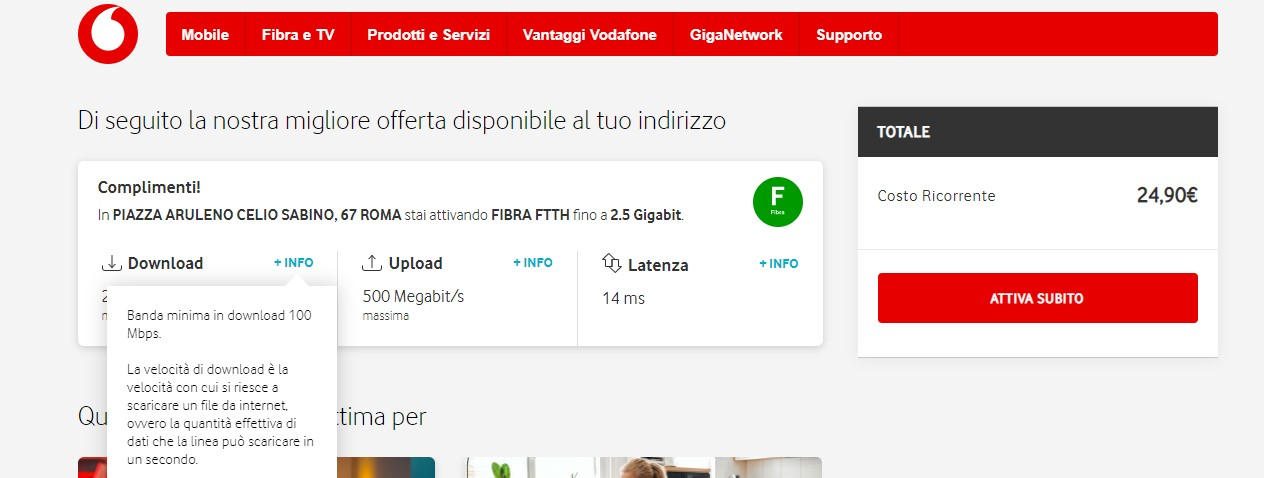 Mobile
Fibra e TV
Prodotti e Servizi
Vantaggi Vodafone
GigaNetwork
Supporto
Di seguito la nostra migliore offerta disponibile al tuo indirizzo
Complimenti!
In PIAZZA ARULENO CELIO SABINO, 67 ROMA stai attivando FIBRA FTTH fino a 2.5 Gigabit.
F
Fibra
Download
+ INFO
Upload
+ INFO
Latenza
+ INFO
500 Megabit/s
massima
14 ms
Banda minima in download 100
Mbps.
La velocità di download è la
velocità con cui si riesce a
scaricare un file da internet,
ovvero la quantità effettiva di
dati che la linea può scaricare in
un secondo.
per
TOTALE
Costo Ricorrente
24,90€
ATTIVA SUBITO